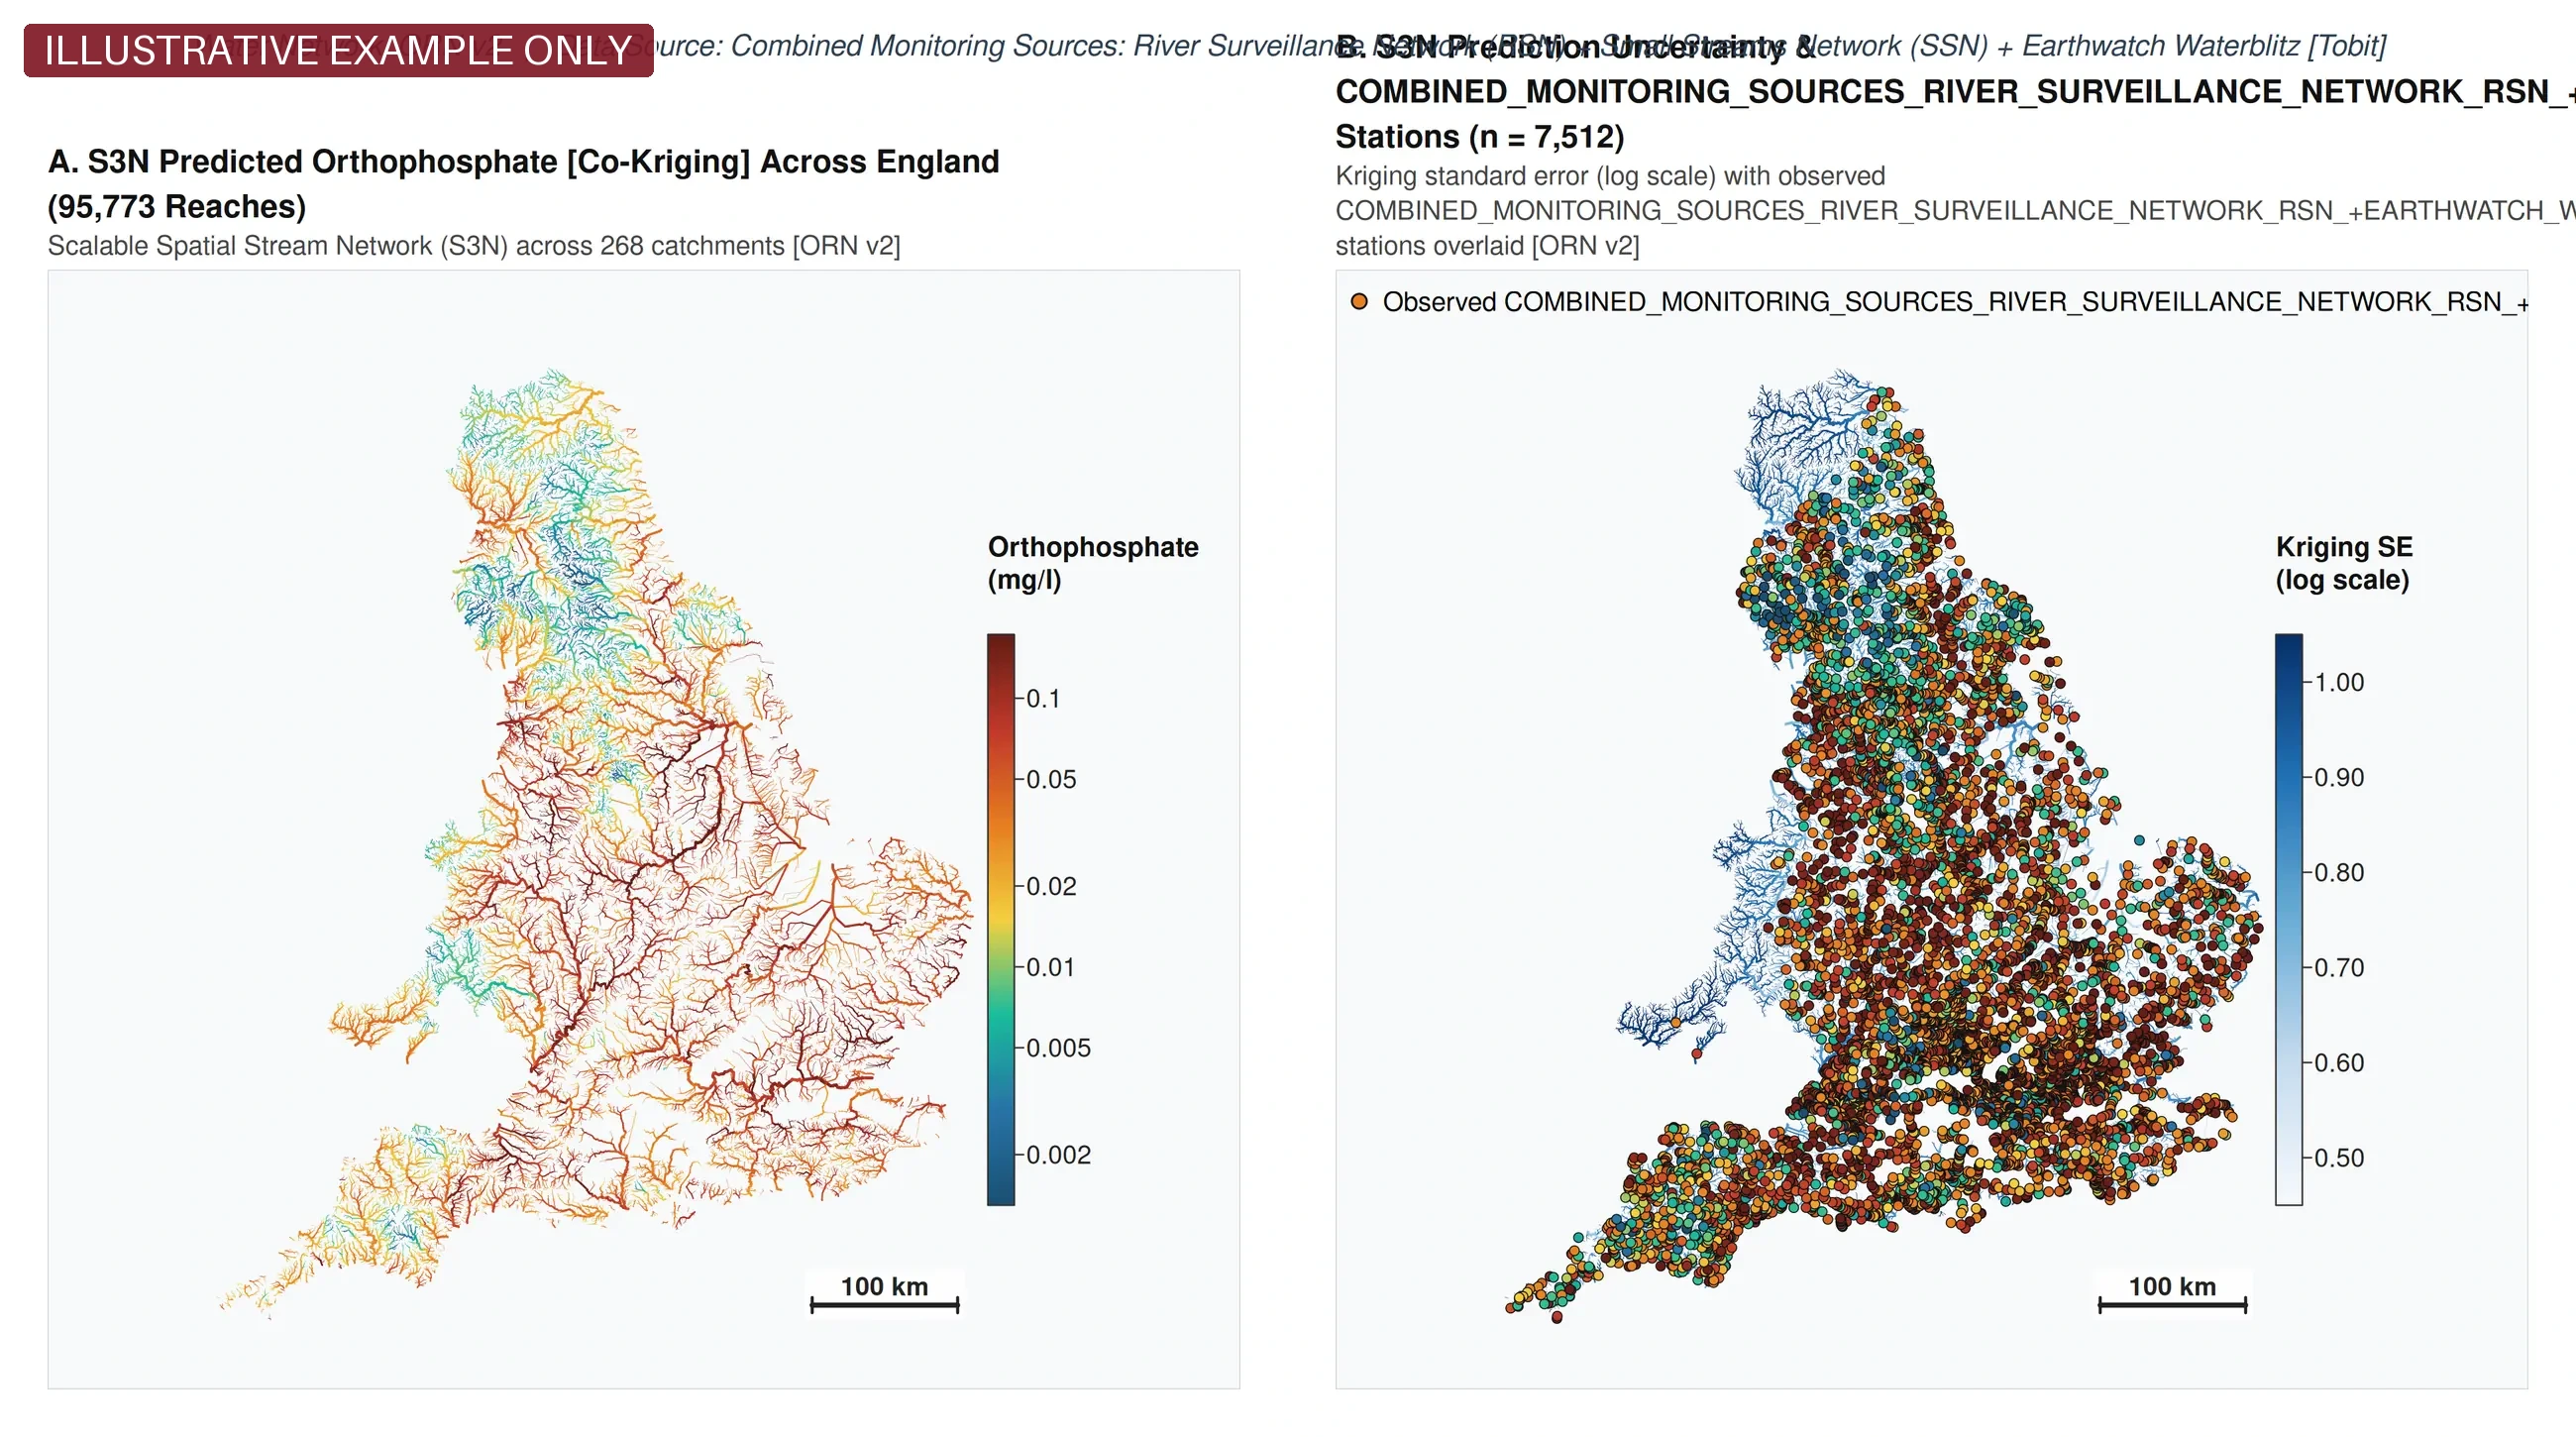 ILLUSTRATIVE EXAMPLE ONLY
Source: Combined Monitoring Sources: River Surveillance Network (RSN) + Small Streams Network (SSN) + Earthwatch Waterblitz [Tobit]
A. S3N Predicted Orthophosphate [Co-Kriging] Across England
(95,773 Reaches)
Scalable Spatial Stream Network (S3N) across 268 catchments [ORN v2]
Orthophosphate
(mg/l)
0.1
0.05
0.02
0.01
0.005
0.002
100 km
B. S3N Prediction Uncertainty &
COMBINED_MONITORING_SOURCES_RIVER_SURVEILLANCE_NETWORK_RSN_+
Stations (n = 7,512)
Kriging standard error (log scale) with observed
COMBINED_MONITORING_SOURCES_RIVER_SURVEILLANCE_NETWORK_RSN_+EARTHWATCH_W
stations overlaid [ORN v2]
Observed COMBINED_MONITORING_SOURCES_RIVER_SURVEILLANCE_NETWORK_RSN_+
Kriging SE
(log scale)
1.00
0.90
0.80
0.70
0.60
0.50
100 km